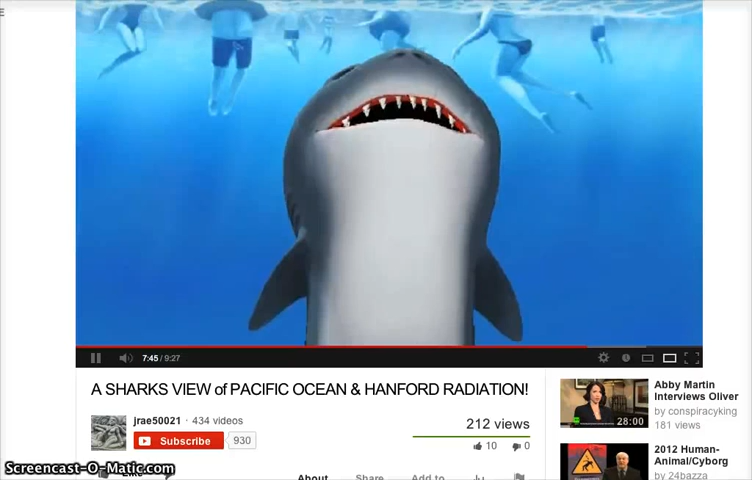 7:45 / 9:27
A SHARKS VIEW of PACIFIC OCEAN & HANFORD RADIATION!
jrae50021 · 434 videos
Subscribe 930
212 views
10 0
About Share Add to
28:00
Abby Martin
Interviews Oliver
by conspiracyking
181 views
2012 Human-
Animal/Cyborg
by 24bazza
Screencast-O-Matic.com